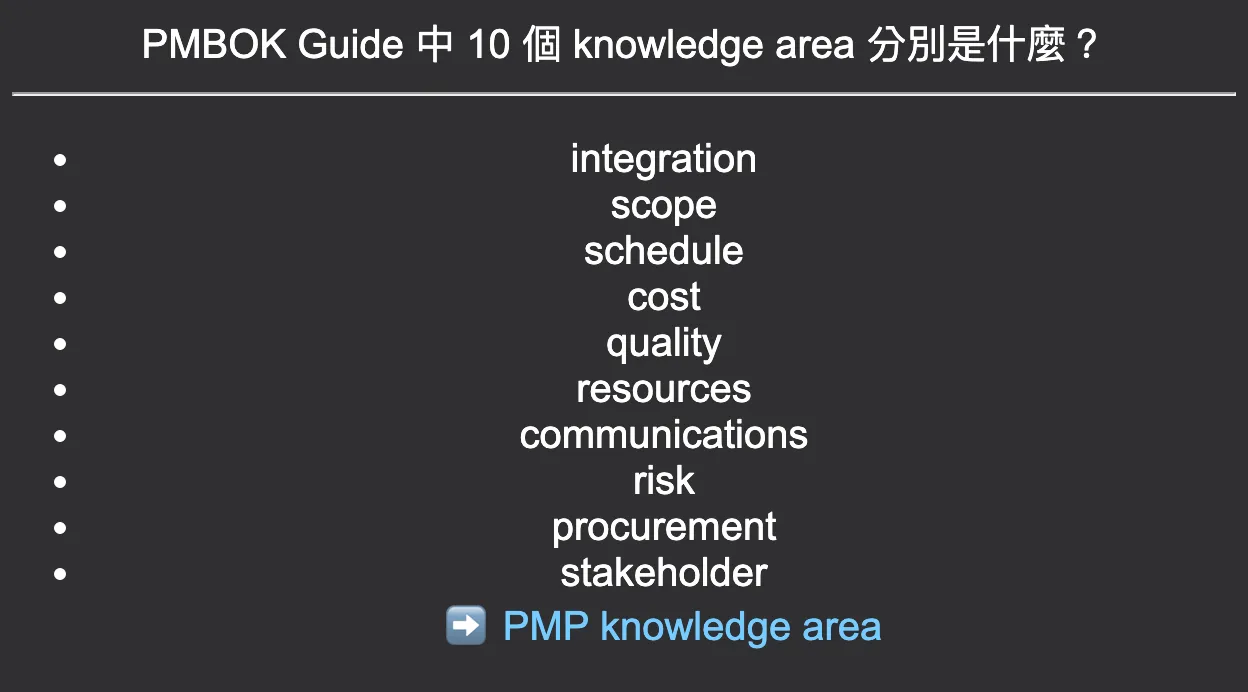 PMBOK Guide 中 10 個 knowledge area 分別是什麼？
• integration
• scope
• schedule
• cost
• quality
• resources
• communications
• risk
• procurement
• stakeholder
➡️ PMP knowledge area